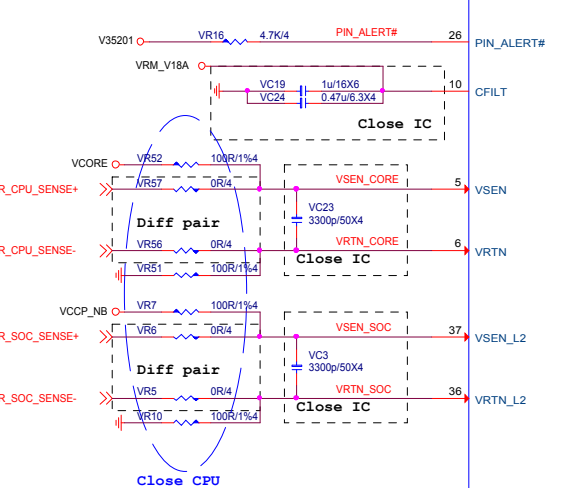 V35201 VR16 4.7K/4 PIN_ALERT# 26 PIN_ALERT#
VRM_V18A
VC19 1u/16X6 10 CFILT
VC24 0.47u/6.3X4
Close IC
VCORE VR52 100R/1%4
R_CPU_SENSE+ VR57 0R/4 VSEN_CORE 5 VSEN
VC23
3300p/50X4
Diff pair
R_CPU_SENSE- VR56 0R/4 VRTN_CORE 6 VRTN
Close IC
VR51 100R/1%4
VCCP_NB VR7 100R/1%4
R_SOC_SENSE+ VR6 0R/4 VSEN_SOC 37 VSEN_L2
VC3
3300p/50X4
Diff pair
R_SOC_SENSE- VR5 0R/4 VRTN_SOC 36 VRTN_L2
Close IC
VR10 100R/1%4
Close CPU